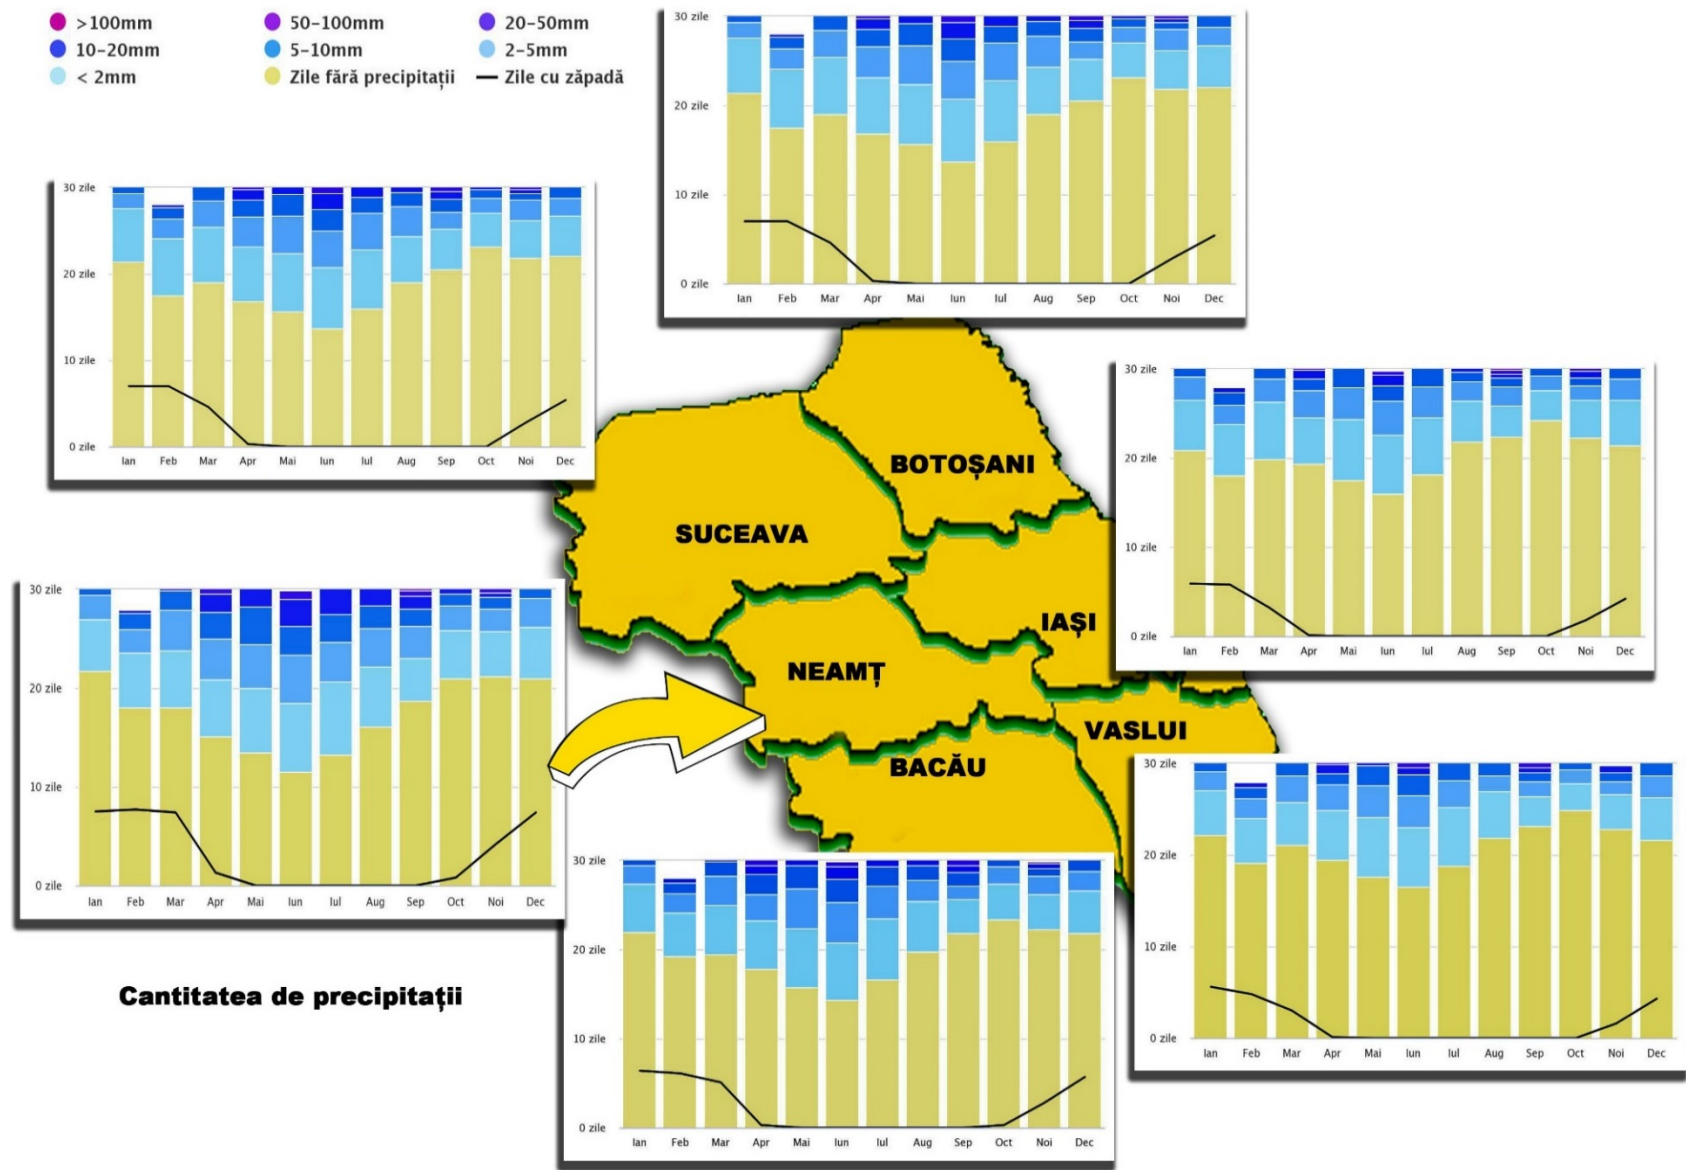 >100mm 50-100mm 20-50mm
10-20mm 5-10mm 2-5mm
< 2mm Zile fără precipitații Zile cu zăpadă
30 zile
20 zile
10 zile
0 zile
Ian Feb Mar Apr Mai Iun Iul Aug Sep Oct Noi Dec
30 zile
20 zile
10 zile
0 zile
Ian Feb Mar Apr Mai Iun Iul Aug Sep Oct Noi Dec
30 zile
20 zile
10 zile
0 zile
Ian Feb Mar Apr Mai Iun Iul Aug Sep Oct Noi Dec
BOTOȘANI
SUCEAVA
IAȘI
NEAMȚ
VASLUI
BACĂU
30 zile
20 zile
10 zile
0 zile
Ian Feb Mar Apr Mai Iun Iul Aug Sep Oct Noi Dec
30 zile
20 zile
10 zile
0 zile
Ian Feb Mar Apr Mai Iun Iul Aug Sep Oct Noi Dec
30 zile
20 zile
10 zile
0 zile
Ian Feb Mar Apr Mai Iun Iul Aug Sep Oct Noi Dec
Cantitatea de precipitații